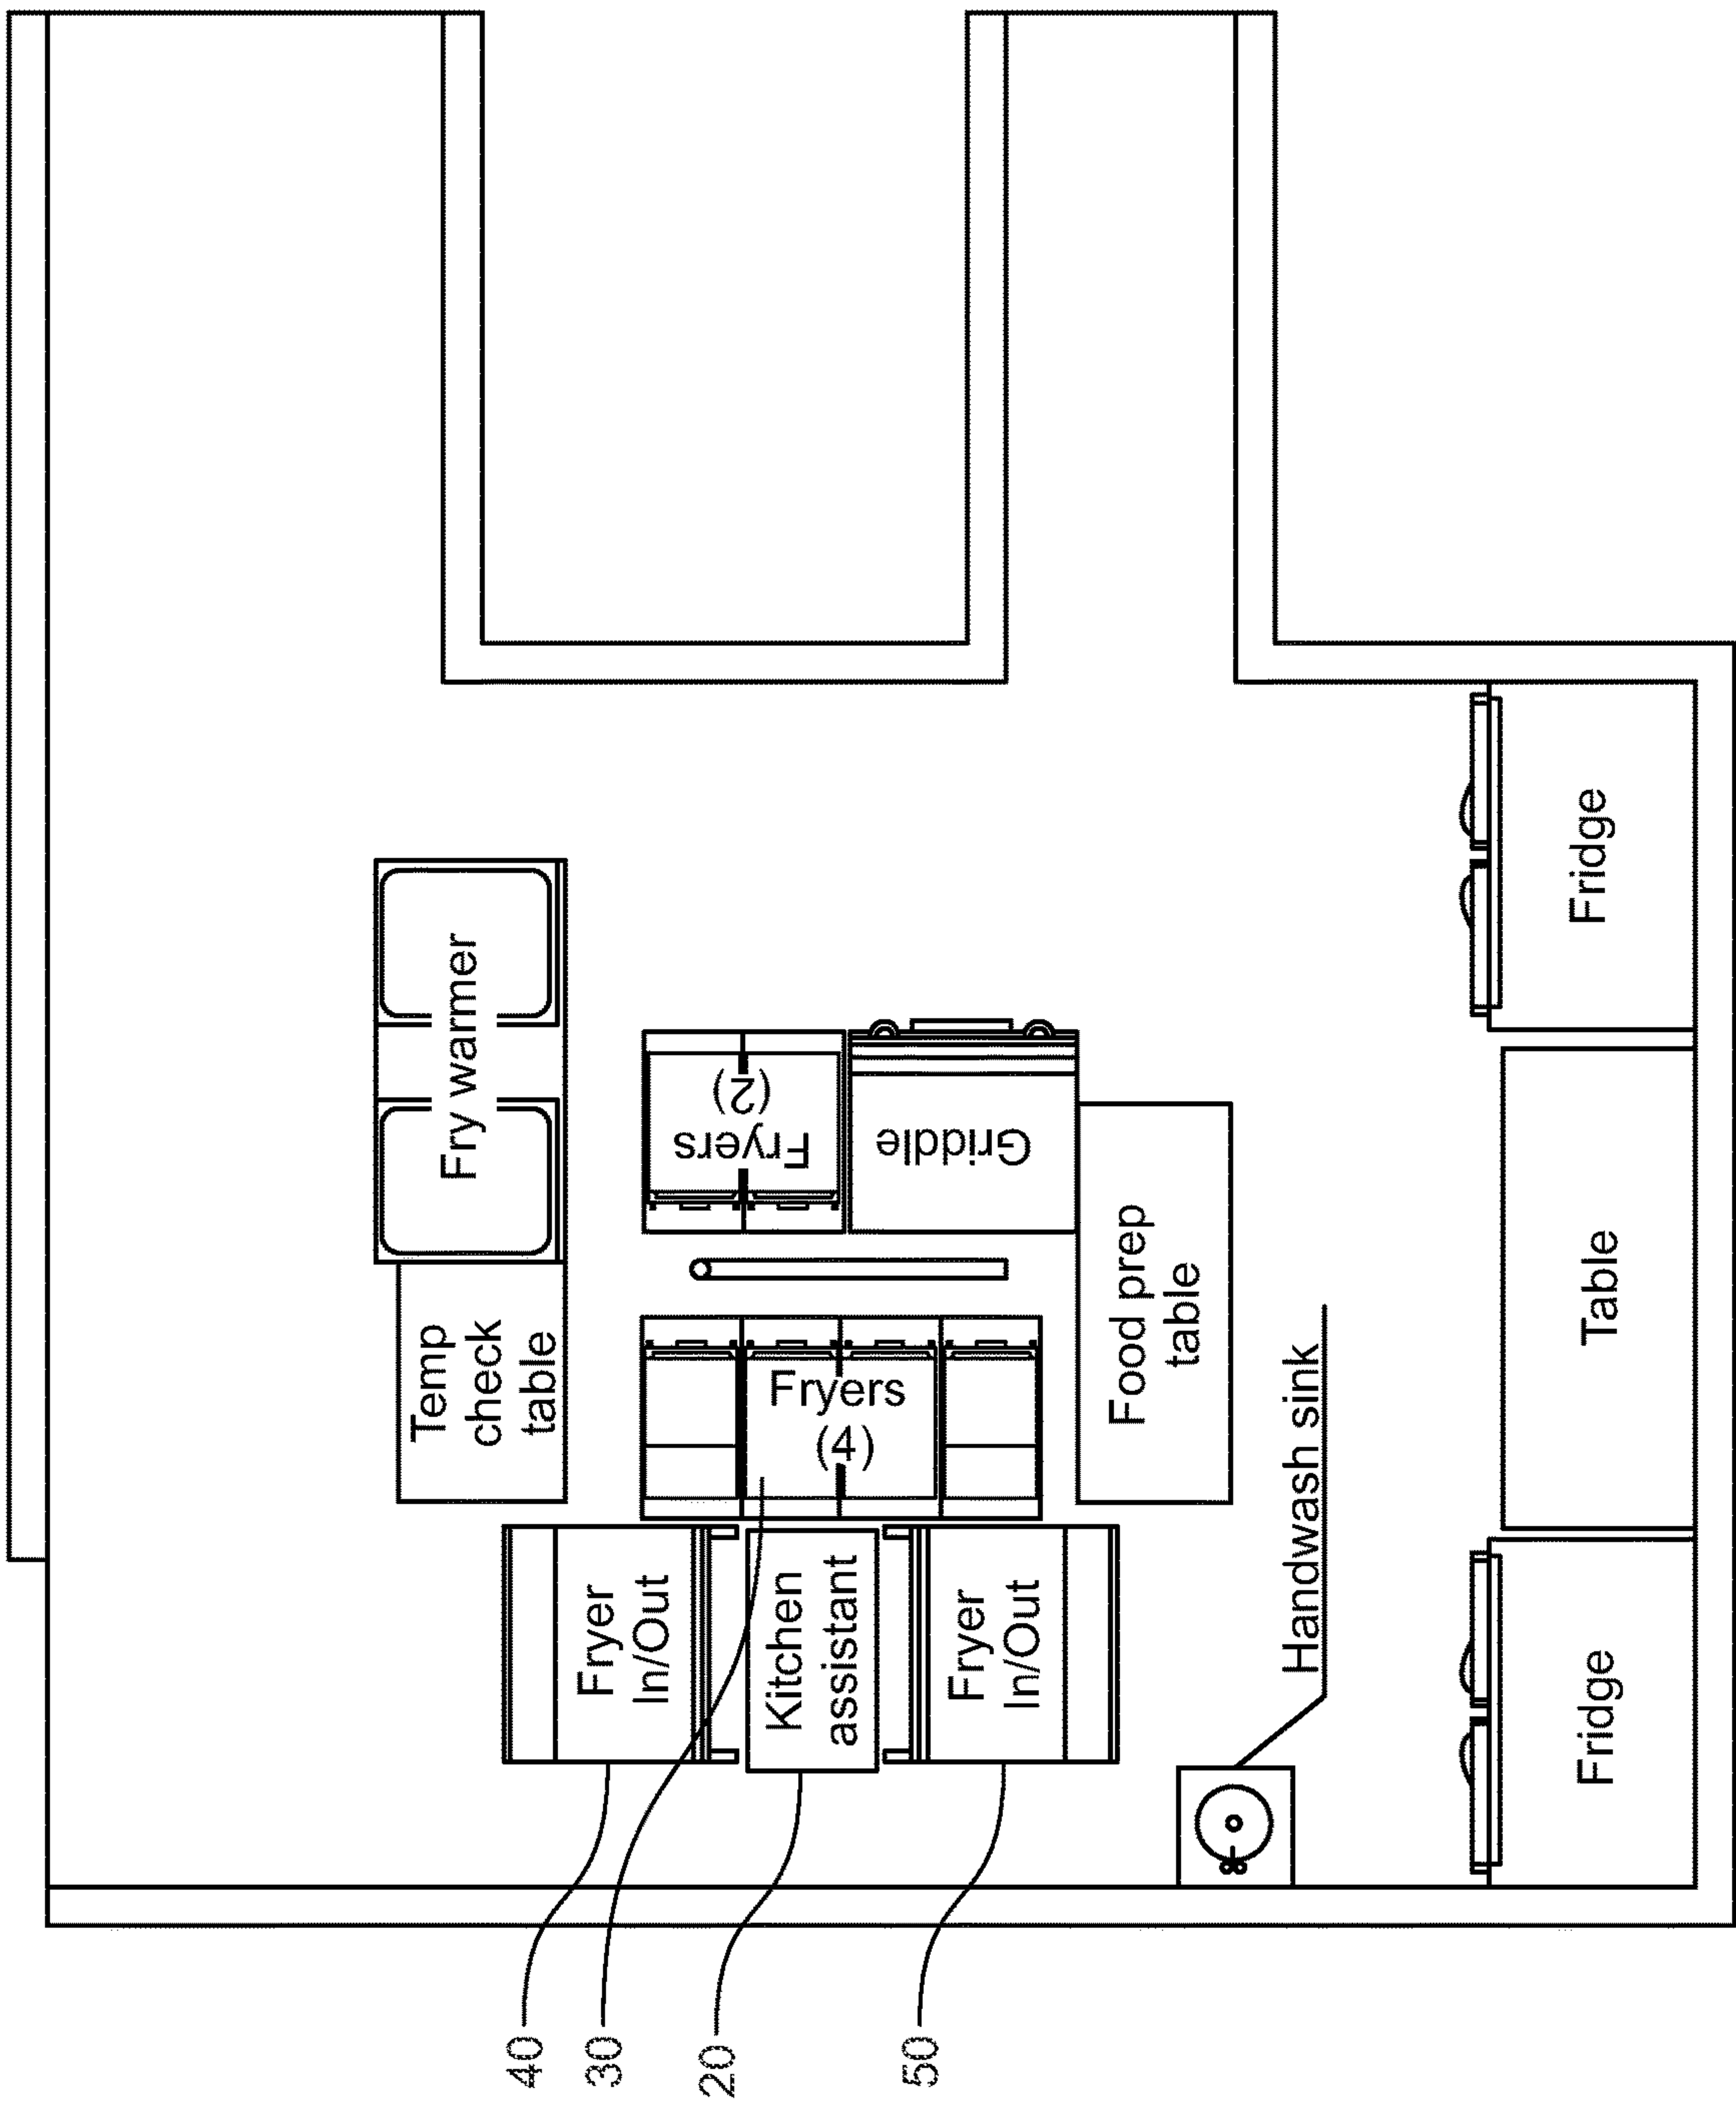 Fry warmer
Temp
check
table
Fryers
(2)
Griddle
Fryers
(4)
Food prep
table
Fryer
In/Out
Kitchen
assistant
Fryer
In/Out
Handwash sink
Fridge
Table
Fridge
40
30
20
50